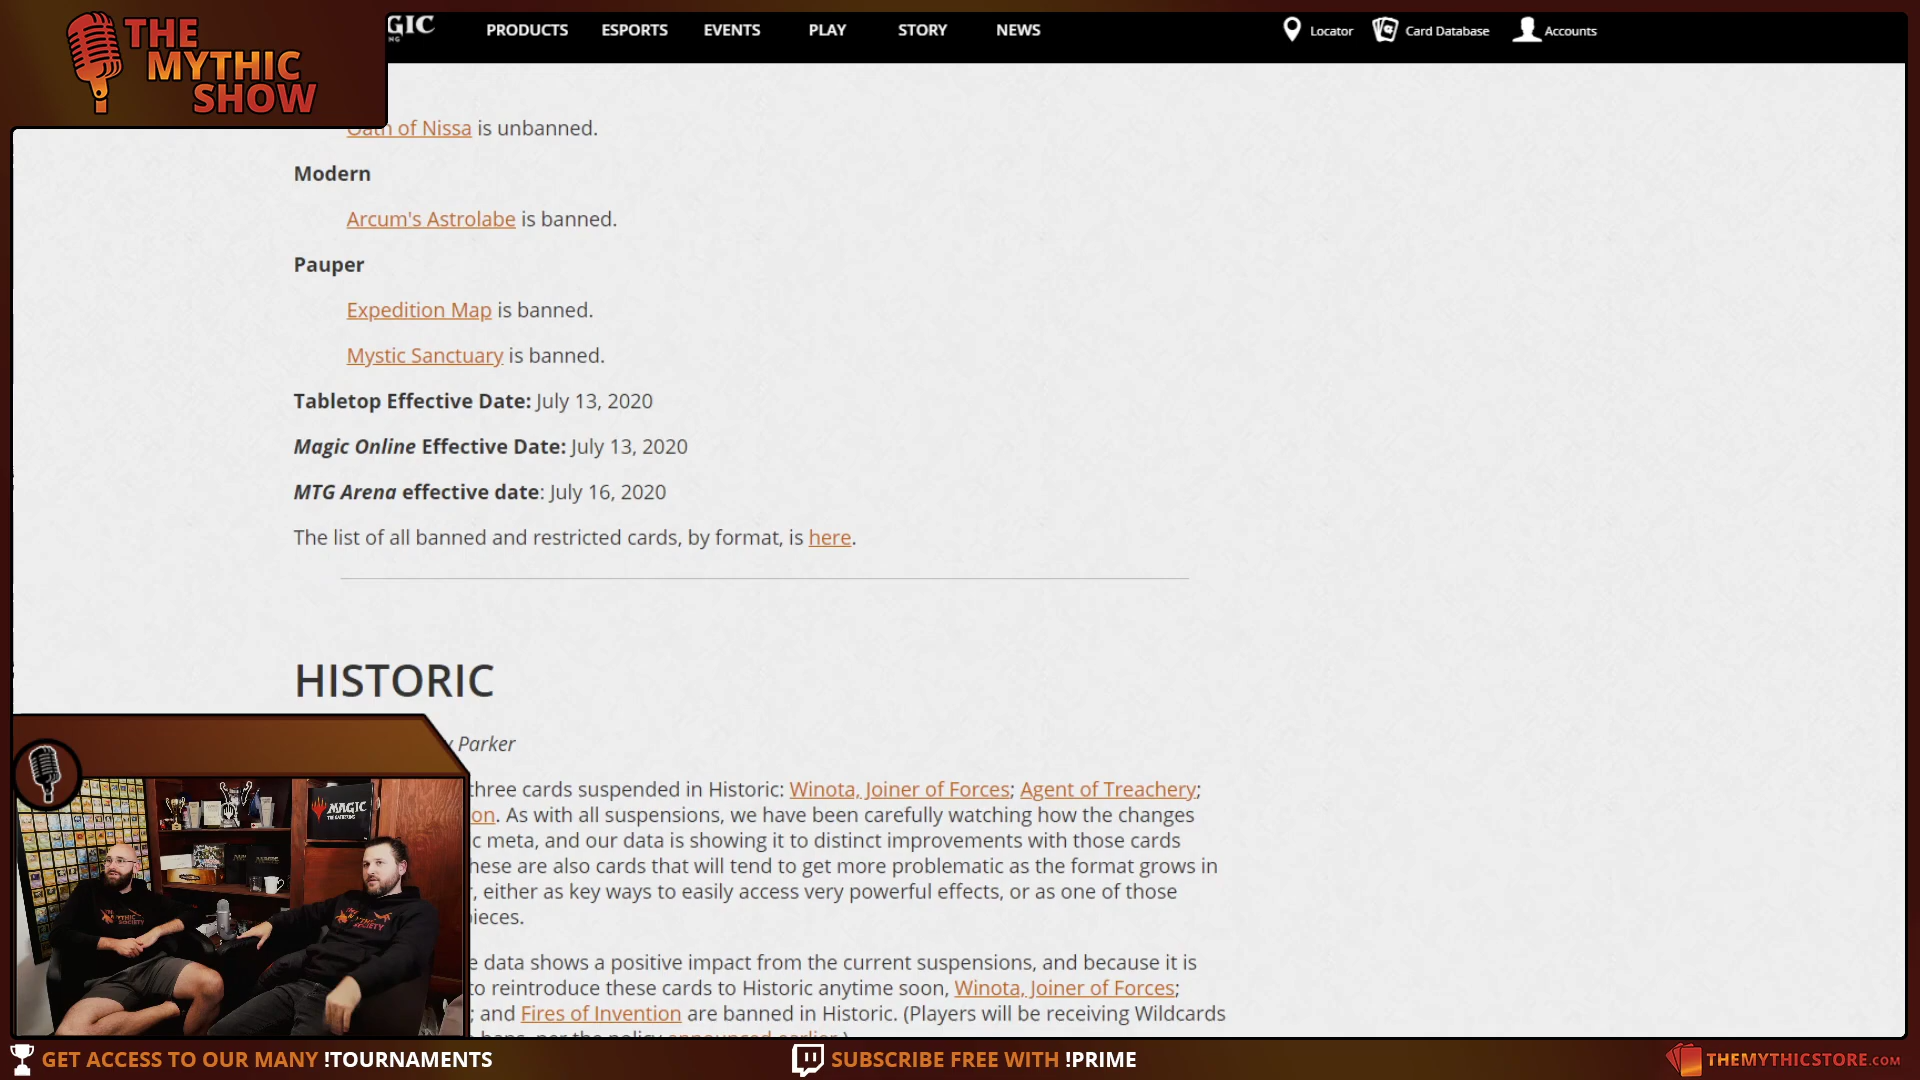 THE
MYTHIC
SHOW
GIC
PRODUCTS ESPORTS EVENTS PLAY STORY NEWS
Locator Card Database Accounts
Oath of Nissa is unbanned.
Modern
Arcum's Astrolabe is banned.
Pauper
Expedition Map is banned.
Mystic Sanctuary is banned.
Tabletop Effective Date: July 13, 2020
Magic Online Effective Date: July 13, 2020
MTG Arena effective date: July 16, 2020
The list of all banned and restricted cards, by format, is here.
HISTORIC
Parker
three cards suspended in Historic: Winota, Joiner of Forces; Agent of Treachery;
on. As with all suspensions, we have been carefully watching how the changes
c meta, and our data is showing it to distinct improvements with those cards
hese are also cards that will tend to get more problematic as the format grows in
, either as key ways to easily access very powerful effects, or as one of those
pieces.
e data shows a positive impact from the current suspensions, and because it is
to reintroduce these cards to Historic anytime soon, Winota, Joiner of Forces;
; and Fires of Invention are banned in Historic. (Players will be receiving Wildcards
MAGIC
GET ACCESS TO OUR MANY !TOURNAMENTS
SUBSCRIBE FREE WITH !PRIME
THEMYTHICSTORE.COM